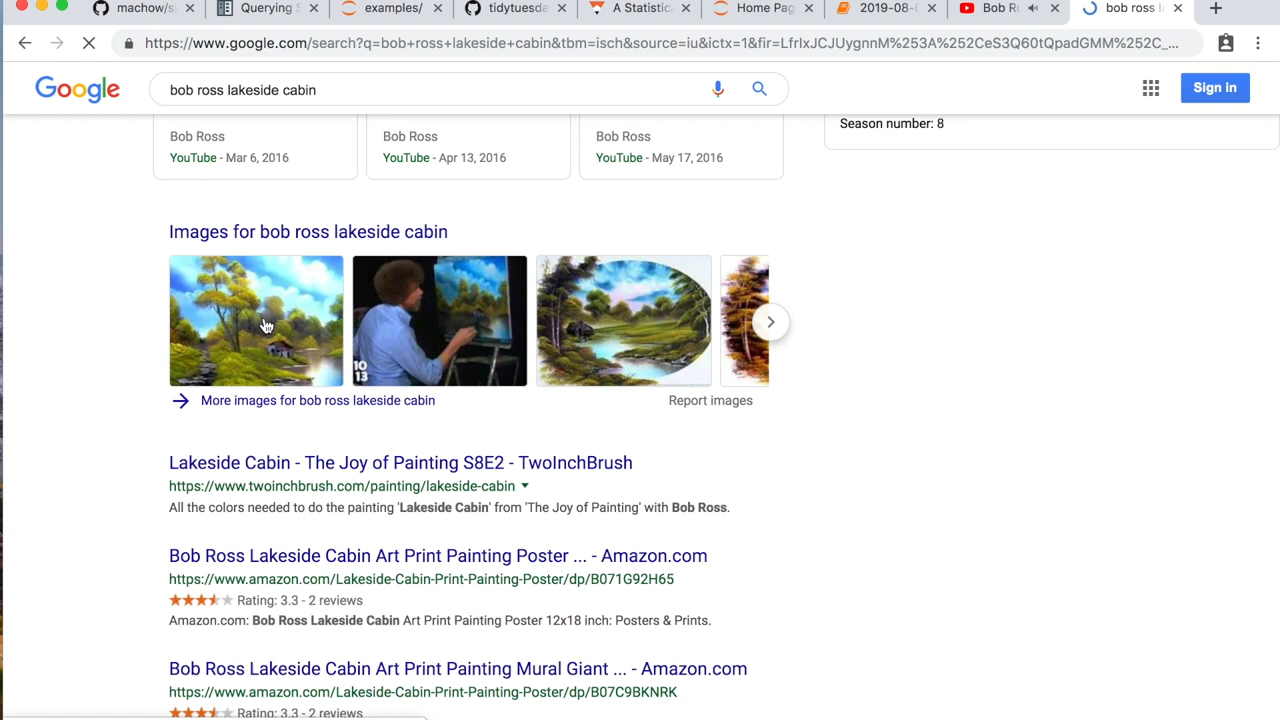 machow/si
Querying S
examples/
tidytuesda
A Statistica
Home Pag
2019-08-
Bob R
bob ross l
https://www.google.com/search?q=bob+ross+lakeside+cabin&tbm=isch&source=iu&ictx=1&fir=LfrIxJCJUygnnM%253A%252CeS3Q60tQpadGMM%252C_...
Google
bob ross lakeside cabin
Sign in
Season number: 8
Bob Ross
YouTube - Mar 6, 2016
Bob Ross
YouTube - Apr 13, 2016
Bob Ross
YouTube - May 17, 2016
Images for bob ross lakeside cabin
10
13
More images for bob ross lakeside cabin
Report images
Lakeside Cabin - The Joy of Painting S8E2 - TwoInchBrush
https://www.twoinchbrush.com/painting/lakeside-cabin
All the colors needed to do the painting 'Lakeside Cabin' from 'The Joy of Painting' with Bob Ross.
Bob Ross Lakeside Cabin Art Print Painting Poster ... - Amazon.com
https://www.amazon.com/Lakeside-Cabin-Print-Painting-Poster/dp/B071G92H65
Rating: 3.3 - 2 reviews
Amazon.com: Bob Ross Lakeside Cabin Art Print Painting Poster 12x18 inch: Posters & Prints.
Bob Ross Lakeside Cabin Art Print Painting Mural Giant ... - Amazon.com
https://www.amazon.com/Lakeside-Cabin-Print-Painting-Poster/dp/B07C9BKNRK
Rating: 3.3 - 2 reviews